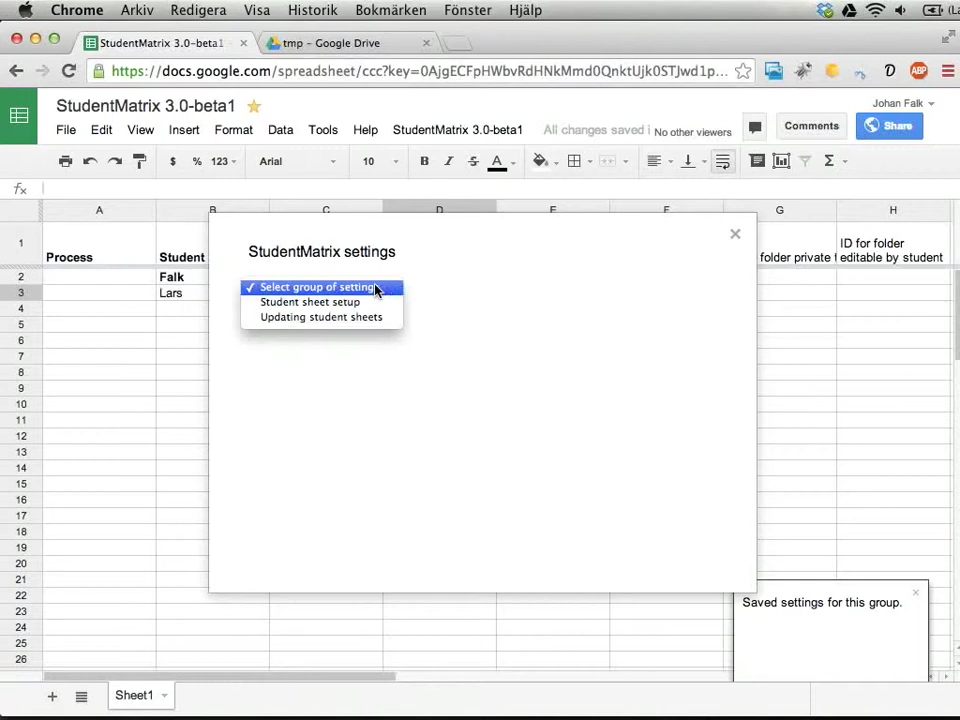 Chrome Arkiv Redigera Visa Historik Bokmärken Fönster Hjälp (La
StudentMatrix 3.0-beta1 × tmp – Google Drive ×
https://docs.google.com/spreadsheet/ccc?key=0AjgECFpHWbvRdHNkMmd0QnktUjk0STJwd1p... D ABP
StudentMatrix 3.0-beta1
Johan Falk
File Edit View Insert Format Data Tools Help StudentMatrix 3.0-beta1 All changes saved i No other viewers Comments Share
$ % 123 Arial 10 B I S A Σ
fx
A B C D E F G H
1 Process Student folder private t ID for folder
editable by student
2 Falk
3 Lars
4
5
6
7
8
9
10
11
12
13
14
15
16
17
18
19
20
21
22
23
24
25
26
StudentMatrix settings ×
✓ Select group of setting
Student sheet setup
Updating student sheets
Saved settings for this group. ×
+ Sheet1